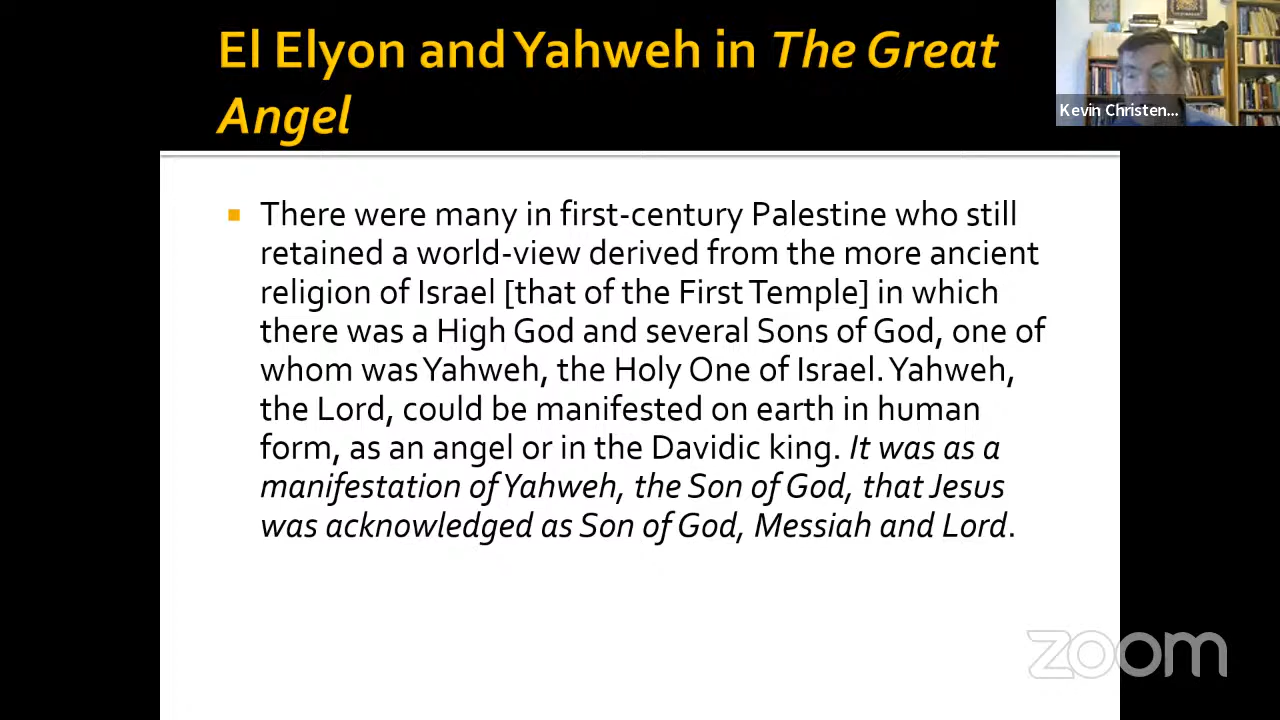 El Elyon and Yahweh in The Great
Angel
Kevin Christen...
▪ There were many in first-century Palestine who still
retained a world-view derived from the more ancient
religion of Israel [that of the First Temple] in which
there was a High God and several Sons of God, one of
whom was Yahweh, the Holy One of Israel. Yahweh,
the Lord, could be manifested on earth in human
form, as an angel or in the Davidic king. It was as a
manifestation of Yahweh, the Son of God, that Jesus
was acknowledged as Son of God, Messiah and Lord.
zoom